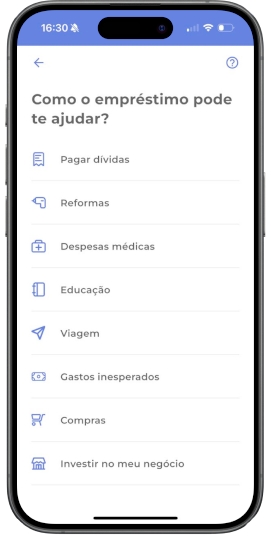 16:30
Como o empréstimo pode
te ajudar?
Pagar dívidas
Reformas
Despesas médicas
Educação
Viagem
Gastos inesperados
Compras
Investir no meu negócio